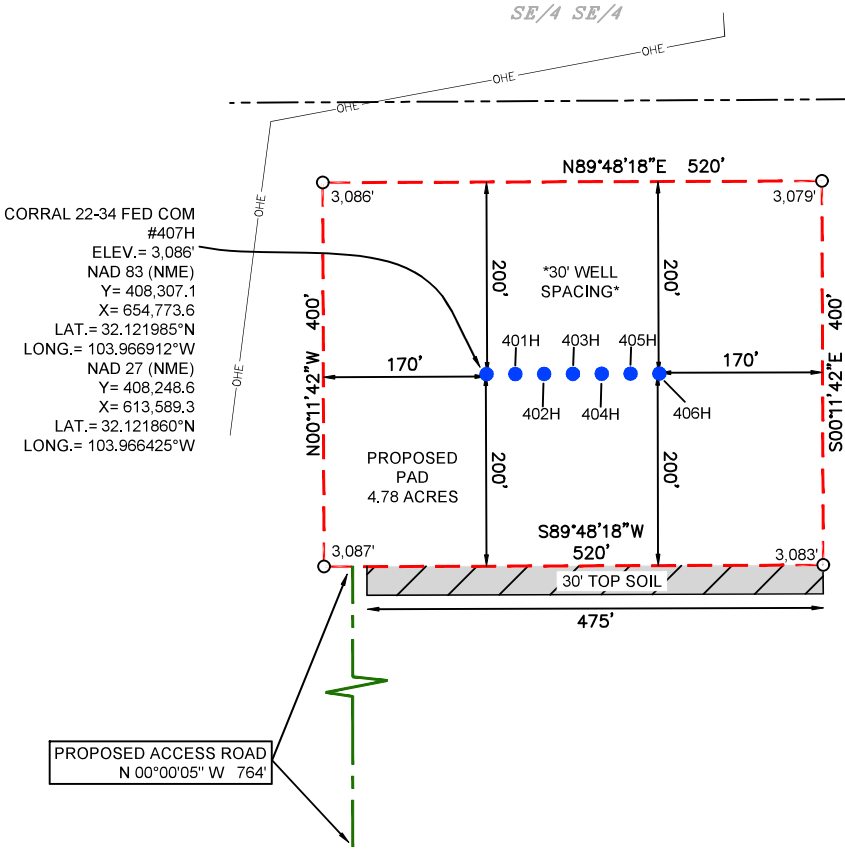 SE/4 SE/4
OHE
OHE
OHE
OHE
OHE
N89°48'18"E 520'
3,086'
3,079'
CORRAL 22-34 FED COM
#407H
ELEV.= 3,086'
NAD 83 (NME)
Y= 408,307.1
X= 654,773.6
LAT.= 32.121985°N
LONG.= 103.966912°W
NAD 27 (NME)
Y= 408,248.6
X= 613,589.3
LAT.= 32.121860°N
LONG.= 103.966425°W
N00°11'42"W 400'
200'
*30' WELL
SPACING*
200'
S00°11'42"E 400'
401H
403H
405H
170'
170'
402H
404H
406H
PROPOSED
PAD
4.78 ACRES
200'
200'
S89°48'18"W
520'
3,087'
3,083'
30' TOP SOIL
475'
PROPOSED ACCESS ROAD
N 00°00'05" W 764'